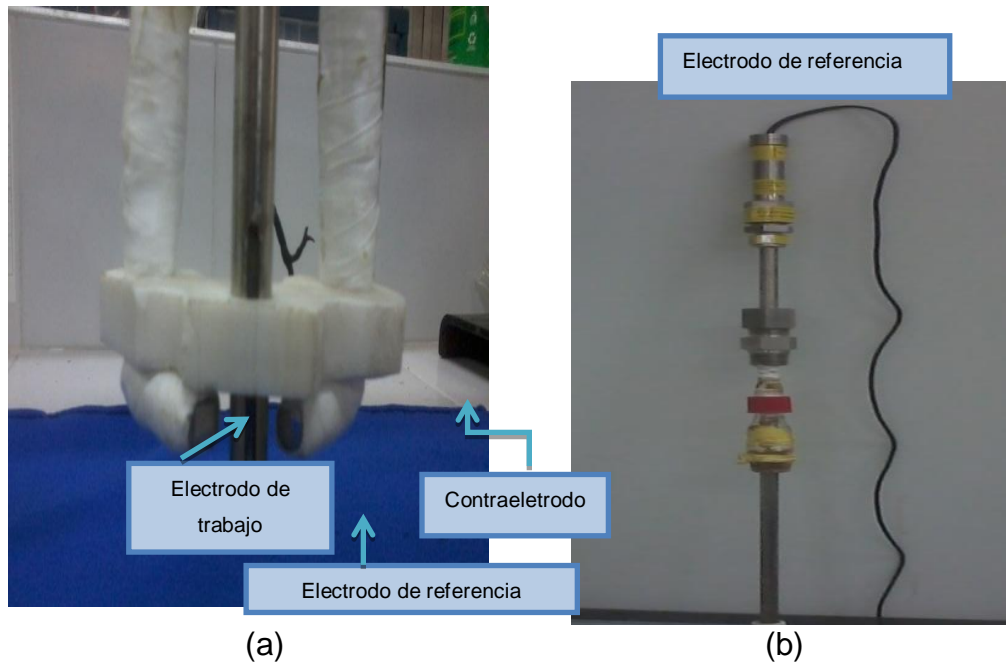 Electrodo de referencia
Electrodo de
trabajo
Contraeletrodo
Electrodo de referencia
(a)
(b)